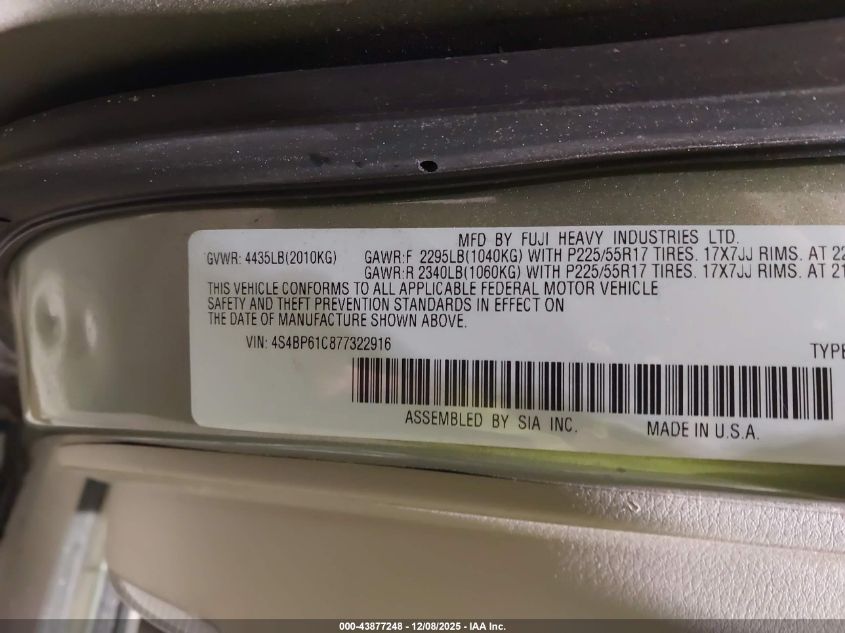 MFD BY FUJI HEAVY INDUSTRIES LTD.
GVWR: 4435LB(2010KG) GAWR:F 2295LB(1040KG) WITH P225/55R17 TIRES. 17X7JJ RIMS. AT 22
GAWR:R 2340LB(1060KG) WITH P225/55R17 TIRES. 17X7JJ RIMS. AT 21
THIS VEHICLE CONFORMS TO ALL APPLICABLE FEDERAL MOTOR VEHICLE
SAFETY AND THEFT PREVENTION STANDARDS IN EFFECT ON
THE DATE OF MANUFACTURE SHOWN ABOVE.
VIN: 4S4BP61C877322916
TYPE
ASSEMBLED BY SIA INC. MADE IN U.S.A.
000-43877248 - 12/08/2025 - IAA Inc.